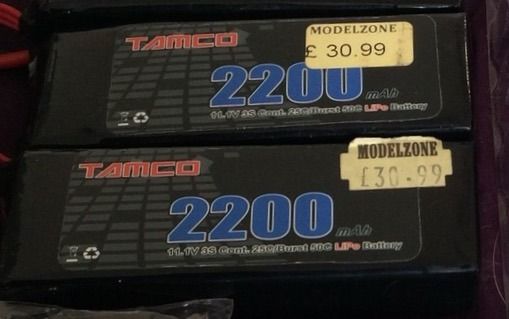 TAMCO
MODELZONE
£ 30.99
2200 mAh
11.1V 3S Cont. 25C/Burst 50C LiPo Battery
TAMCO
MODELZONE
£30.99
2200 mAh
11.1V 3S Cont. 25C/Burst 50C LiPo Battery